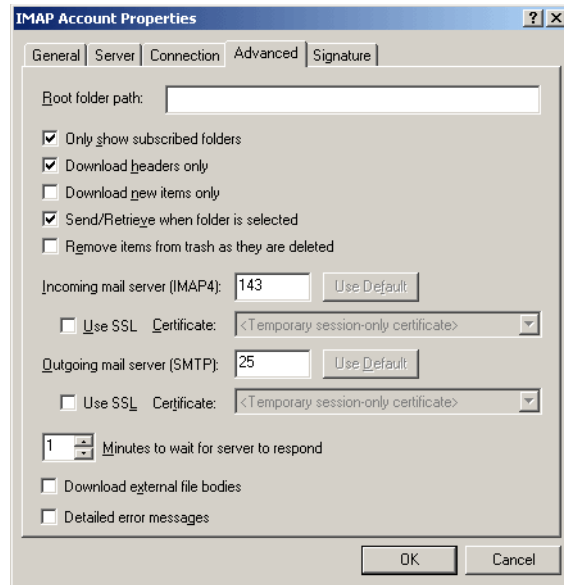 IMAP Account Properties
General Server Connection Advanced Signature
Root folder path:
Only show subscribed folders
Download headers only
Download new items only
Send/Retrieve when folder is selected
Remove items from trash as they are deleted
Incoming mail server (IMAP4): 143 Use Default
Use SSL Certificate: <Temporary session-only certificate>
Outgoing mail server (SMTP): 25 Use Default
Use SSL Certificate: <Temporary session-only certificate>
1 Minutes to wait for server to respond
Download external file bodies
Detailed error messages
OK Cancel